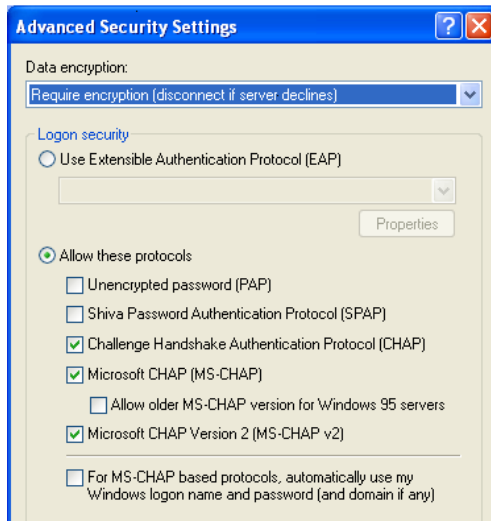 Advanced Security Settings
Data encryption:
Require encryption (disconnect if server declines)
Logon security
Use Extensible Authentication Protocol (EAP)
Properties
Allow these protocols
Unencrypted password (PAP)
Shiva Password Authentication Protocol (SPAP)
Challenge Handshake Authentication Protocol (CHAP)
Microsoft CHAP (MS-CHAP)
Allow older MS-CHAP version for Windows 95 servers
Microsoft CHAP Version 2 (MS-CHAP v2)
For MS-CHAP based protocols, automatically use my
Windows logon name and password (and domain if any)